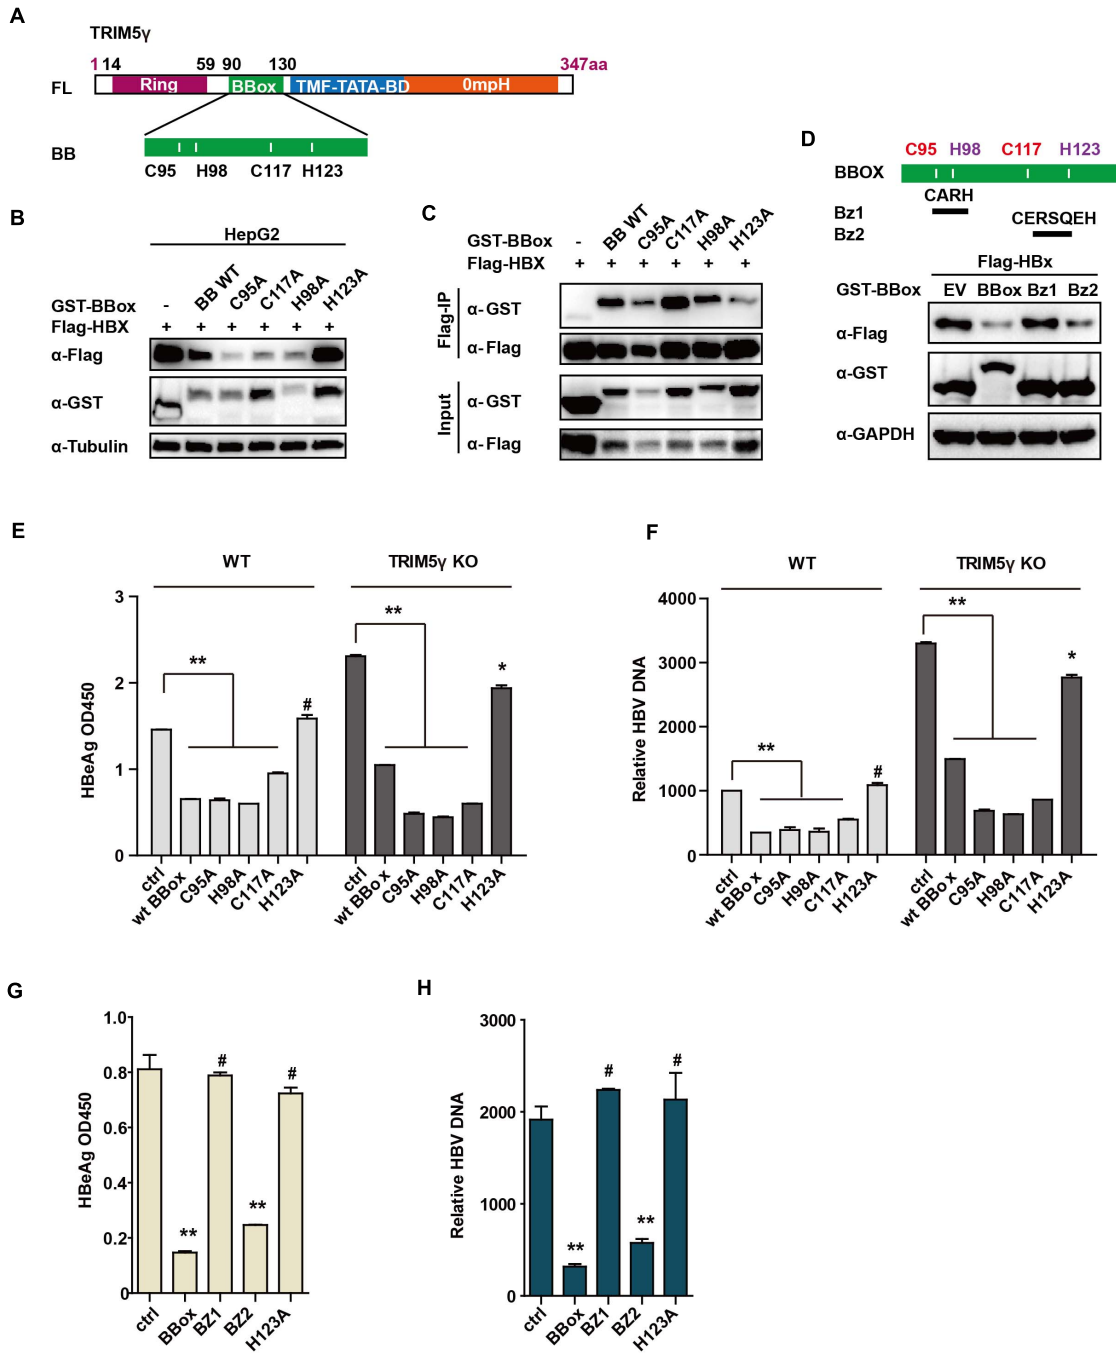 A
TRIM5γ
1 14 59 90 130 347aa
FL Ring BBox TMF-TATA-BD 0mpH
BB
C95 H98 C117 H123
B
HepG2
GST-BBox - BB WT C95A C117A H98A H123A
Flag-HBX + + + + + +
α-Flag
α-GST
α-Tubulin
C
GST-BBox - BB WT C95A C117A H98A H123A
Flag-HBX + + + + + +
Flag-IP
α-GST
α-Flag
Input
α-GST
α-Flag
D
C95 H98 C117 H123
BBOX
CARH
Bz1
CERSQEH
Bz2
Flag-HBx
GST-BBox EV BBox Bz1 Bz2
α-Flag
α-GST
α-GAPDH
E
WT TRIM5γ KO
HBeAg OD450
3
2
1
0
** # ** *
ctrl wt BBox C95A H98A C117A H123A ctrl wt BBox C95A H98A C117A H123A
F
WT TRIM5γ KO
Relative HBV DNA
4000
3000
2000
1000
0
** # ** *
ctrl wt BBox C95A H98A C117A H123A ctrl wt BBox C95A H98A C117A H123A
G
HBeAg OD450
1.0
0.8
0.6
0.4
0.2
0
** # ** #
ctrl BBox BZ1 BZ2 H123A
H
Relative HBV DNA
3000
2000
1000
0
** # ** #
ctrl BBox BZ1 BZ2 H123A